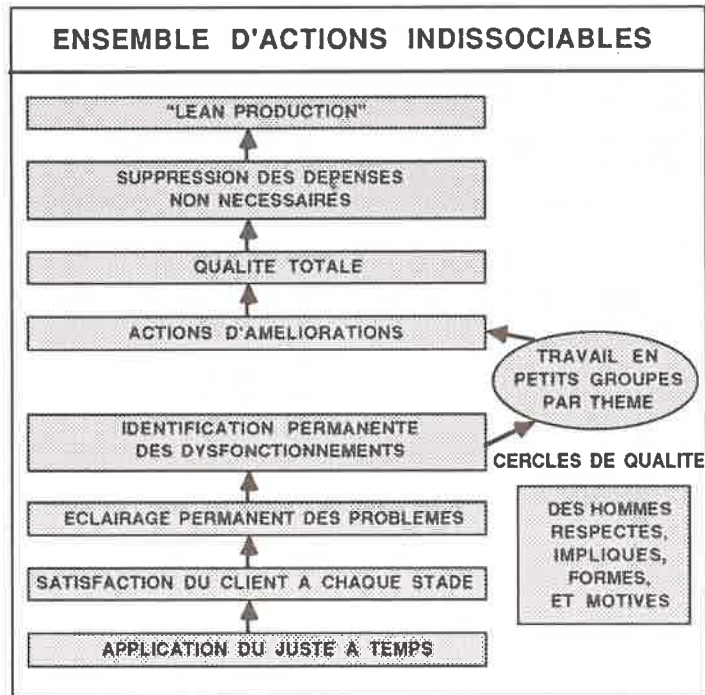 ENSEMBLE D'ACTIONS INDISSOCIABLES
"LEAN PRODUCTION"
SUPPRESSION DES DEPENSES
NON NECESSAIRES
QUALITE TOTALE
ACTIONS D'AMELIORATIONS
TRAVAIL EN
PETITS GROUPES
PAR THEME
IDENTIFICATION PERMANENTE
DES DYSFONCTIONNEMENTS
CERCLES DE QUALITE
ECLAIRAGE PERMANENT DES PROBLEMES
DES HOMMES
RESPECTES,
IMPLIQUES,
FORMES,
ET MOTIVES
SATISFACTION DU CLIENT A CHAQUE STADE
APPLICATION DU JUSTE A TEMPS